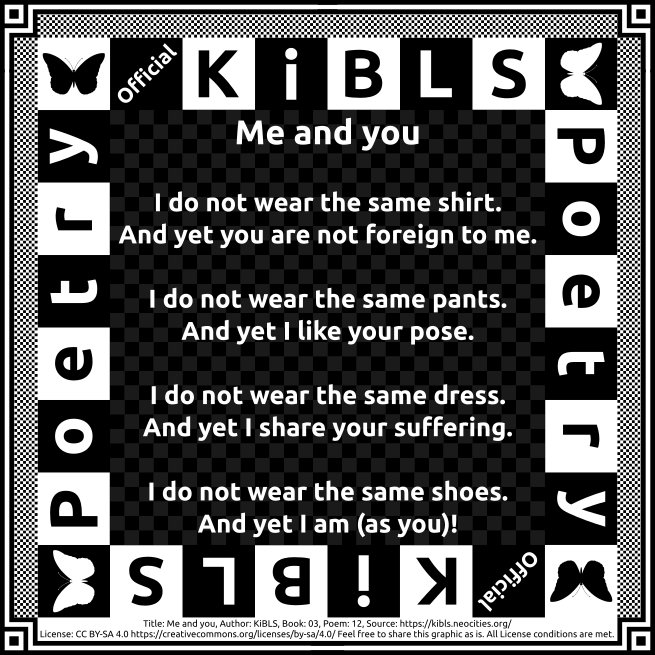 Official KiBLS
Poetry
Poetry
Me and you
I do not wear the same shirt.
And yet you are not foreign to me.
I do not wear the same pants.
And yet I like your pose.
I do not wear the same dress.
And yet I share your suffering.
I do not wear the same shoes.
And yet I am (as you)!
Official KiBLS
Title: Me and you, Author: KiBLS, Book: 03, Poem: 12, Source: https://kibls.neocities.org/
License: CC BY-SA 4.0 https://creativecommons.org/licenses/by-sa/4.0/ Feel free to share this graphic as is. All License conditions are met.